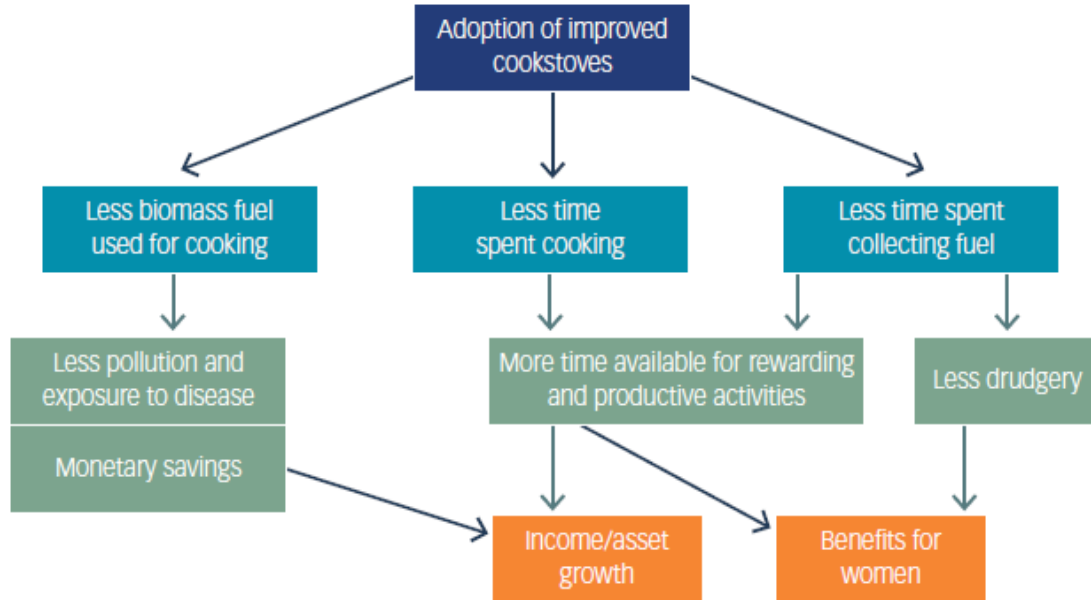 Adoption of improved
cookstoves
Less biomass fuel
used for cooking
Less time
spent cooking
Less time spent
collecting fuel
Less pollution and
exposure to disease
Monetary savings
More time available for rewarding
and productive activities
Less drudgery
Income/asset
growth
Benefits for
women